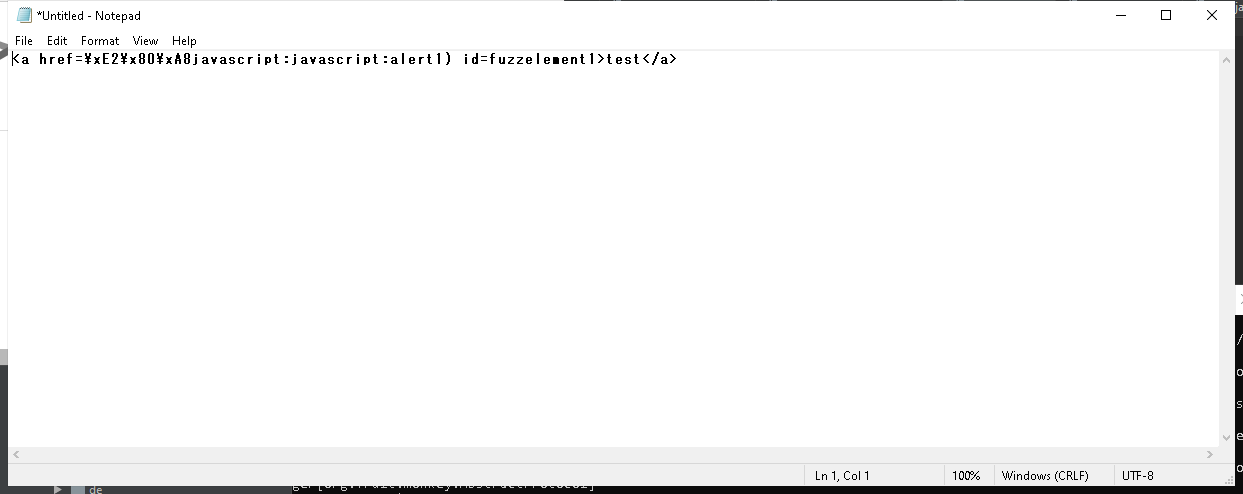 *Untitled - Notepad
File Edit Format View Help
<a href=¥xE2¥x80¥xA8javascript:javascript:alert1) id=fuzzelement1>test</a>
Ln 1, Col 1 100% Windows (CRLF) UTF-8
de